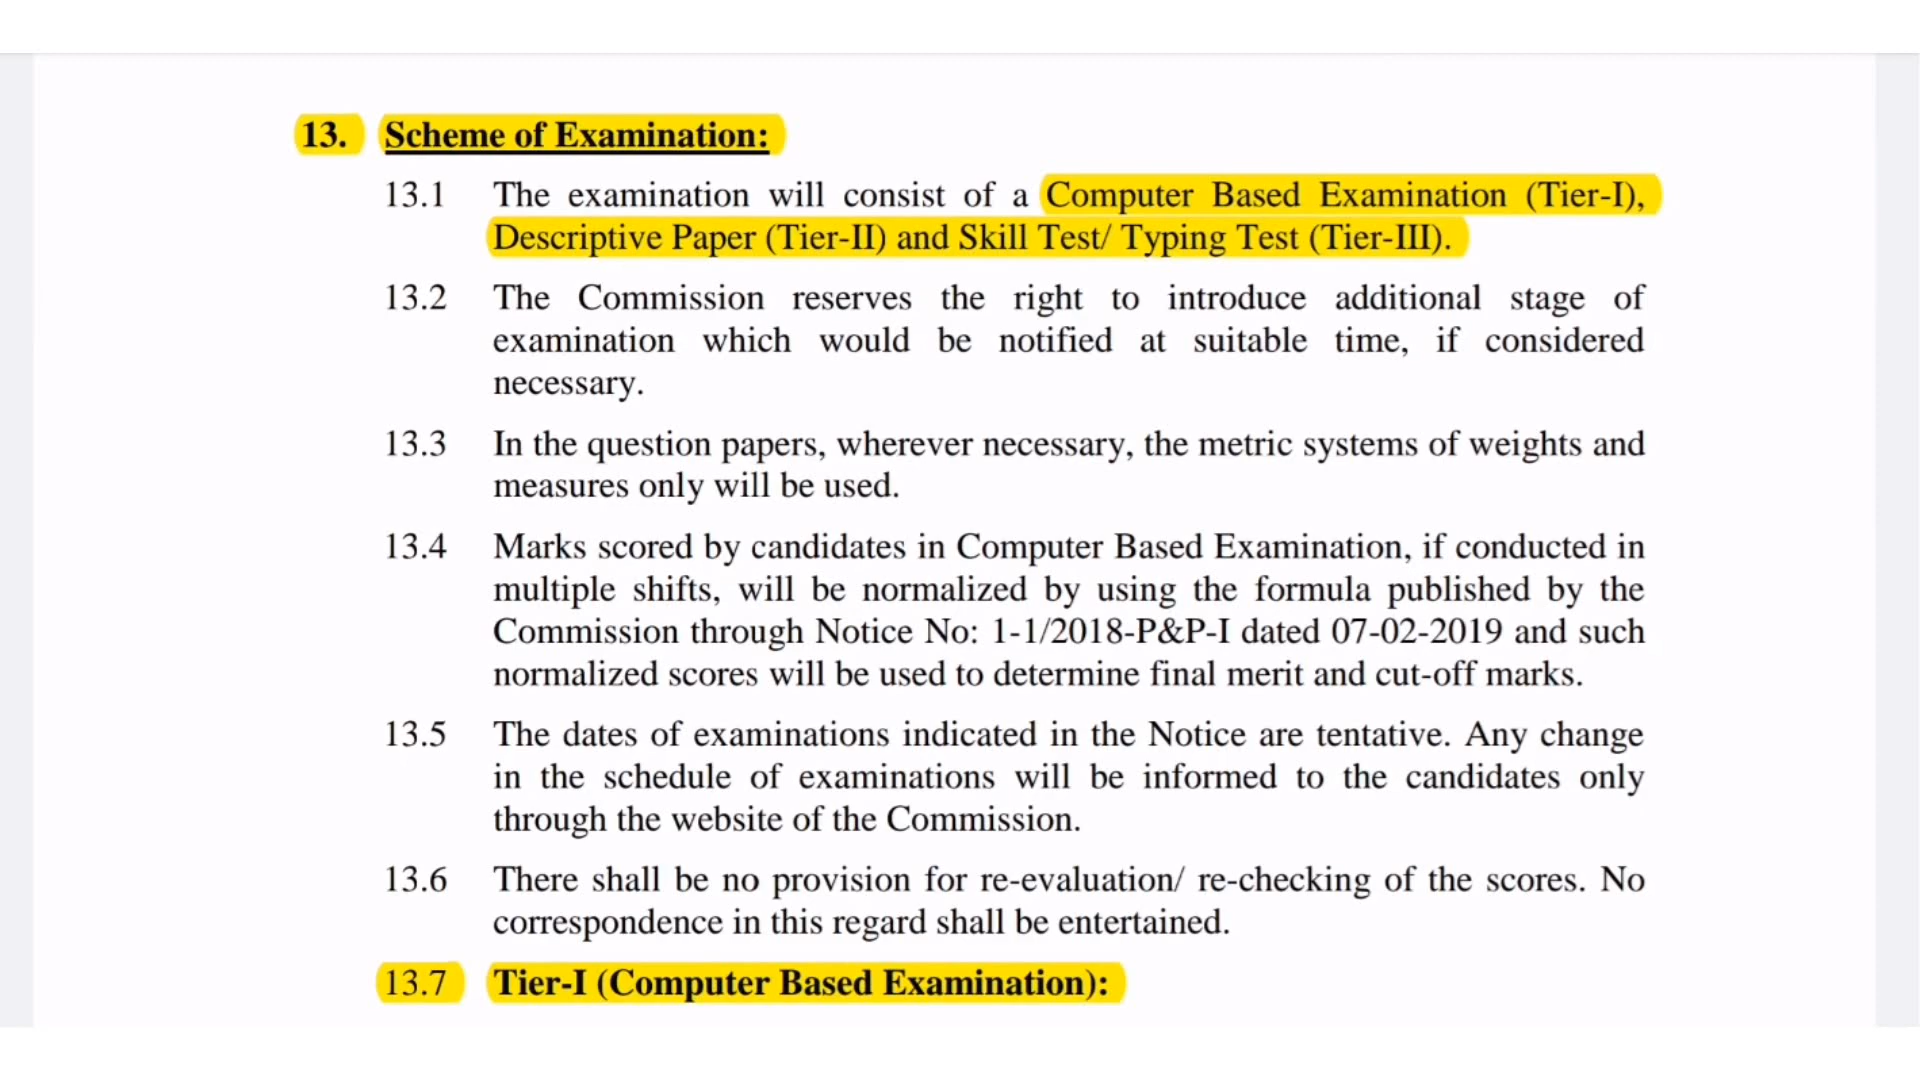 13. Scheme of Examination:
13.1 The examination will consist of a Computer Based Examination (Tier-I),
Descriptive Paper (Tier-II) and Skill Test/ Typing Test (Tier-III).
13.2 The Commission reserves the right to introduce additional stage of
examination which would be notified at suitable time, if considered
necessary.
13.3 In the question papers, wherever necessary, the metric systems of weights and
measures only will be used.
13.4 Marks scored by candidates in Computer Based Examination, if conducted in
multiple shifts, will be normalized by using the formula published by the
Commission through Notice No: 1-1/2018-P&P-I dated 07-02-2019 and such
normalized scores will be used to determine final merit and cut-off marks.
13.5 The dates of examinations indicated in the Notice are tentative. Any change
in the schedule of examinations will be informed to the candidates only
through the website of the Commission.
13.6 There shall be no provision for re-evaluation/ re-checking of the scores. No
correspondence in this regard shall be entertained.
13.7 Tier-I (Computer Based Examination):